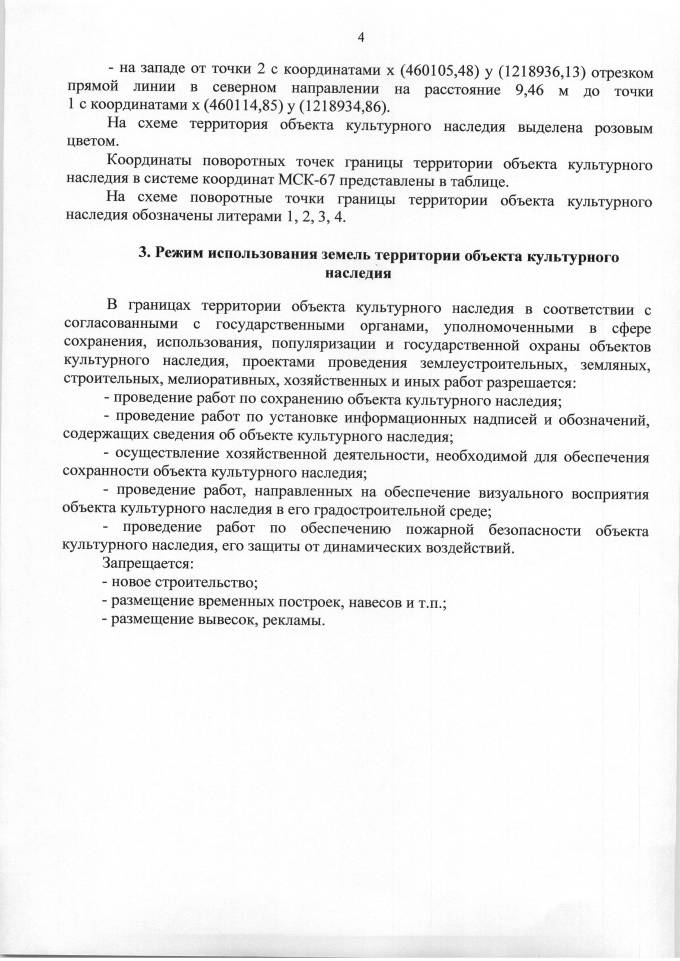 4
- на западе от точки 2 с координатами x (460105,48) y (1218936,13) отрезком
прямой линии в северном направлении на расстояние 9,46 м до точки
1 с координатами x (460114,85) y (1218934,86).
На схеме территория объекта культурного наследия выделена розовым
цветом.
Координаты поворотных точек границы территории объекта культурного
наследия в системе координат МСК-67 представлены в таблице.
На схеме поворотные точки границы территории объекта культурного
наследия обозначены литерами 1, 2, 3, 4.
3. Режим использования земель территории объекта культурного
наследия
В границах территории объекта культурного наследия в соответствии с
согласованными с государственными органами, уполномоченными в сфере
сохранения, использования, популяризации и государственной охраны объектов
культурного наследия, проектами проведения землеустроительных, земляных,
строительных, мелиоративных, хозяйственных и иных работ разрешается:
- проведение работ по сохранению объекта культурного наследия;
- проведение работ по установке информационных надписей и обозначений,
содержащих сведения об объекте культурного наследия;
- осуществление хозяйственной деятельности, необходимой для обеспечения
сохранности объекта культурного наследия;
- проведение работ, направленных на обеспечение визуального восприятия
объекта культурного наследия в его градостроительной среде;
- проведение работ по обеспечению пожарной безопасности объекта
культурного наследия, его защиты от динамических воздействий.
Запрещается:
- новое строительство;
- размещение временных построек, навесов и т.п.;
- размещение вывесок, рекламы.